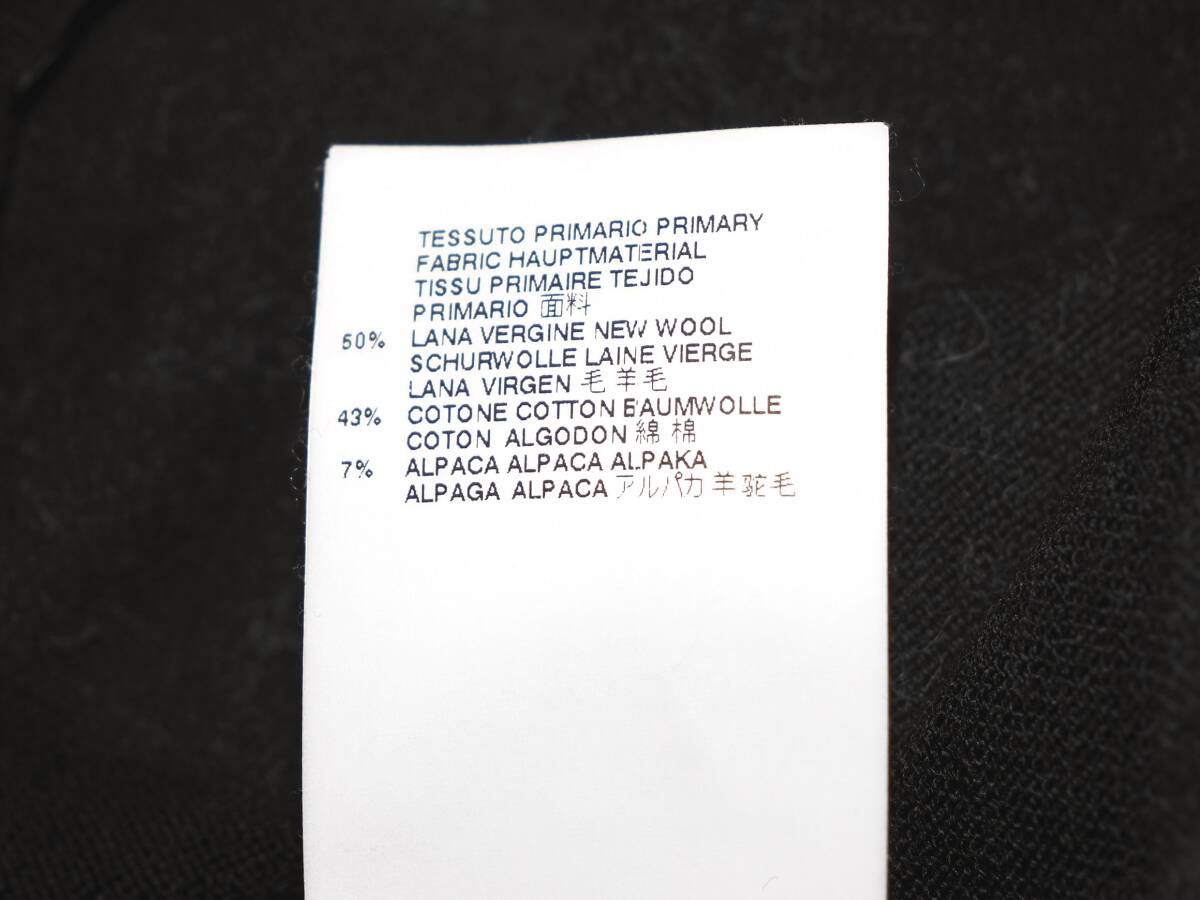 TESSUTO PRIMARIO PRIMARY
FABRIC HAUPTMATERIAL
TISSU PRIMAIRE TEJIDO
PRIMARIO 面料
50% LANA VERGINE NEW WOOL
SCHURWOLLE LAINE VIERGE
LANA VIRGEN 毛 羊毛
43% COTONE COTTON BAUMWOLLE
COTON ALGODON 綿 棉
7% ALPACA ALPACA ALPAKA
ALPAGA ALPACA アルパカ 羊驼毛